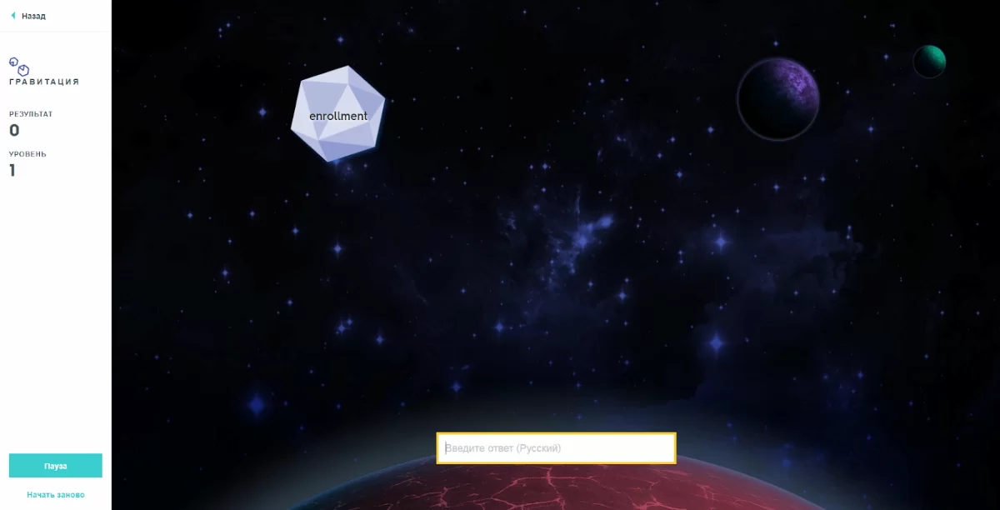 Назад
ГРАВИТАЦИЯ
РЕЗУЛЬТАТ
0
УРОВЕНЬ
1
enrollment
Введите ответ (Русский)
Пауза
Начать заново